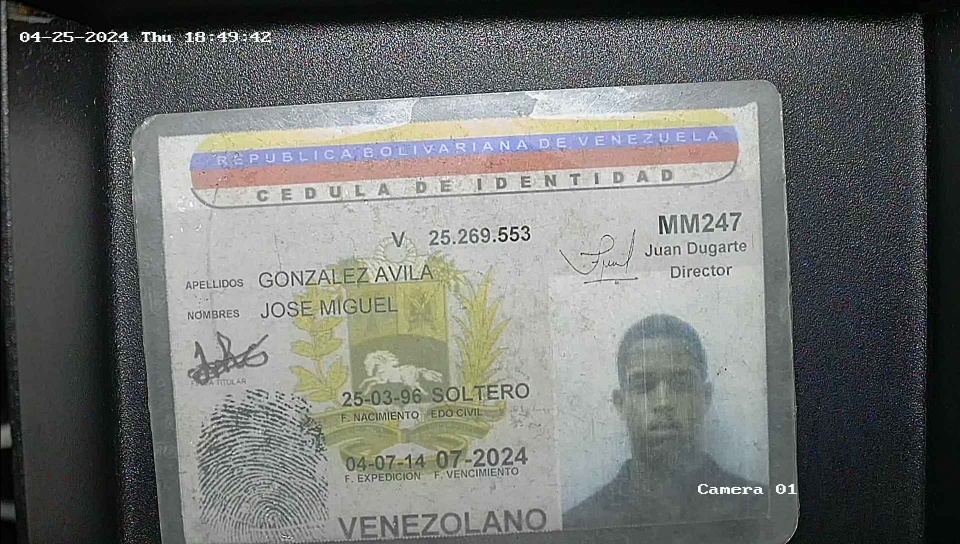 04-25-2024 Thu 18:49:42
REPUBLICA BOLIVARIANA DE VENEZUELA
CEDULA DE IDENTIDAD
V 25.269.553
MM247
Juan Dugarte
Director
APELLIDOS GONZALEZ AVILA
NOMBRES JOSE MIGUEL
TITULAR
25-03-96 SOLTERO
F. NACIMIENTO EDO CIVIL
04-07-14 07-2024
F. EXPEDICION F. VENCIMIENTO
VENEZOLANO
Camera 01